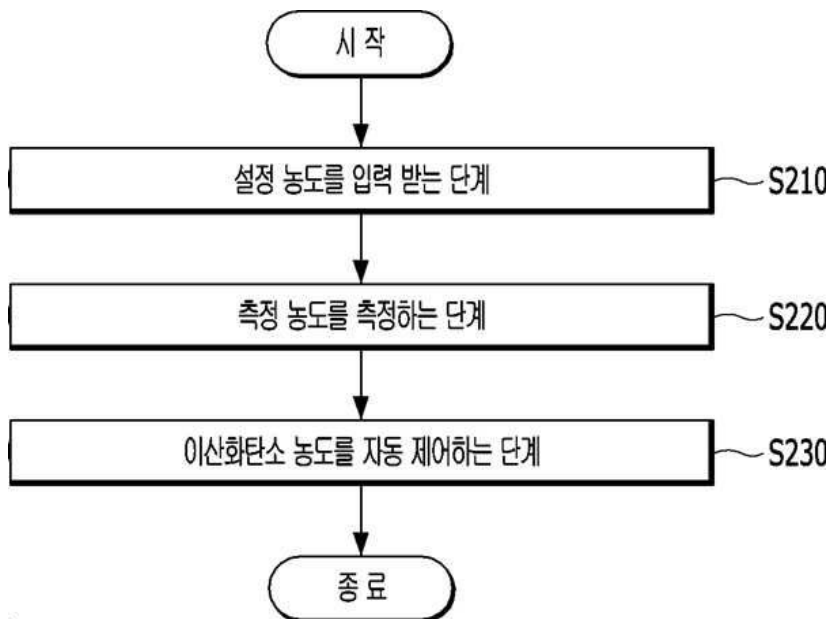 시 작
설정 농도를 입력 받는 단계
S210
측정 농도를 측정하는 단계
S220
이산화탄소 농도를 자동 제어하는 단계
S230
종 료